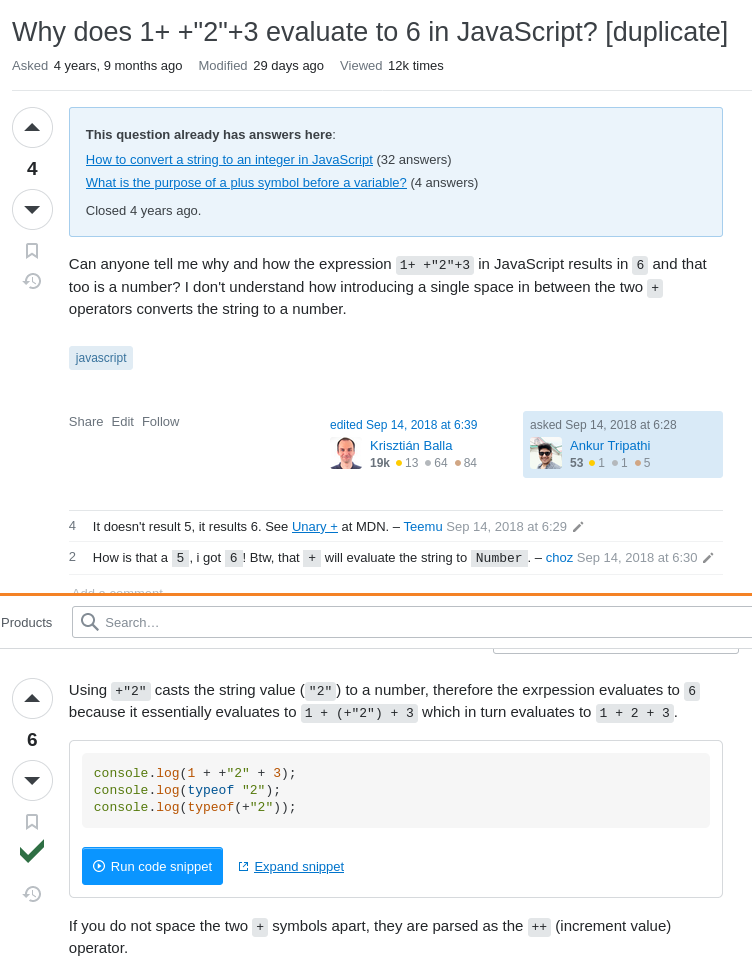 Why does 1+ +"2"+3 evaluate to 6 in JavaScript? [duplicate]
Asked 4 years, 9 months ago Modified 29 days ago Viewed 12k times
4
This question already has answers here:
How to convert a string to an integer in JavaScript (32 answers)
What is the purpose of a plus symbol before a variable? (4 answers)
Closed 4 years ago.
Can anyone tell me why and how the expression 1+ +"2"+3 in JavaScript results in 6 and that
too is a number? I don't understand how introducing a single space in between the two +
operators converts the string to a number.
javascript
Share Edit Follow
edited Sep 14, 2018 at 6:39
Krisztián Balla
19k 13 64 84
asked Sep 14, 2018 at 6:28
Ankur Tripathi
53 1 1 5
4 It doesn't result 5, it results 6. See Unary + at MDN. – Teemu Sep 14, 2018 at 6:29
2 How is that a 5, i got 6! Btw, that + will evaluate the string to Number. – choz Sep 14, 2018 at 6:30
Add a comment
Products Search…
6
Using +"2" casts the string value ("2") to a number, therefore the exrpession evaluates to 6
because it essentially evaluates to 1 + (+"2") + 3 which in turn evaluates to 1 + 2 + 3.
console.log(1 + +"2" + 3);
console.log(typeof "2");
console.log(typeof(+"2"));
Run code snippet Expand snippet
If you do not space the two + symbols apart, they are parsed as the ++ (increment value)
operator.